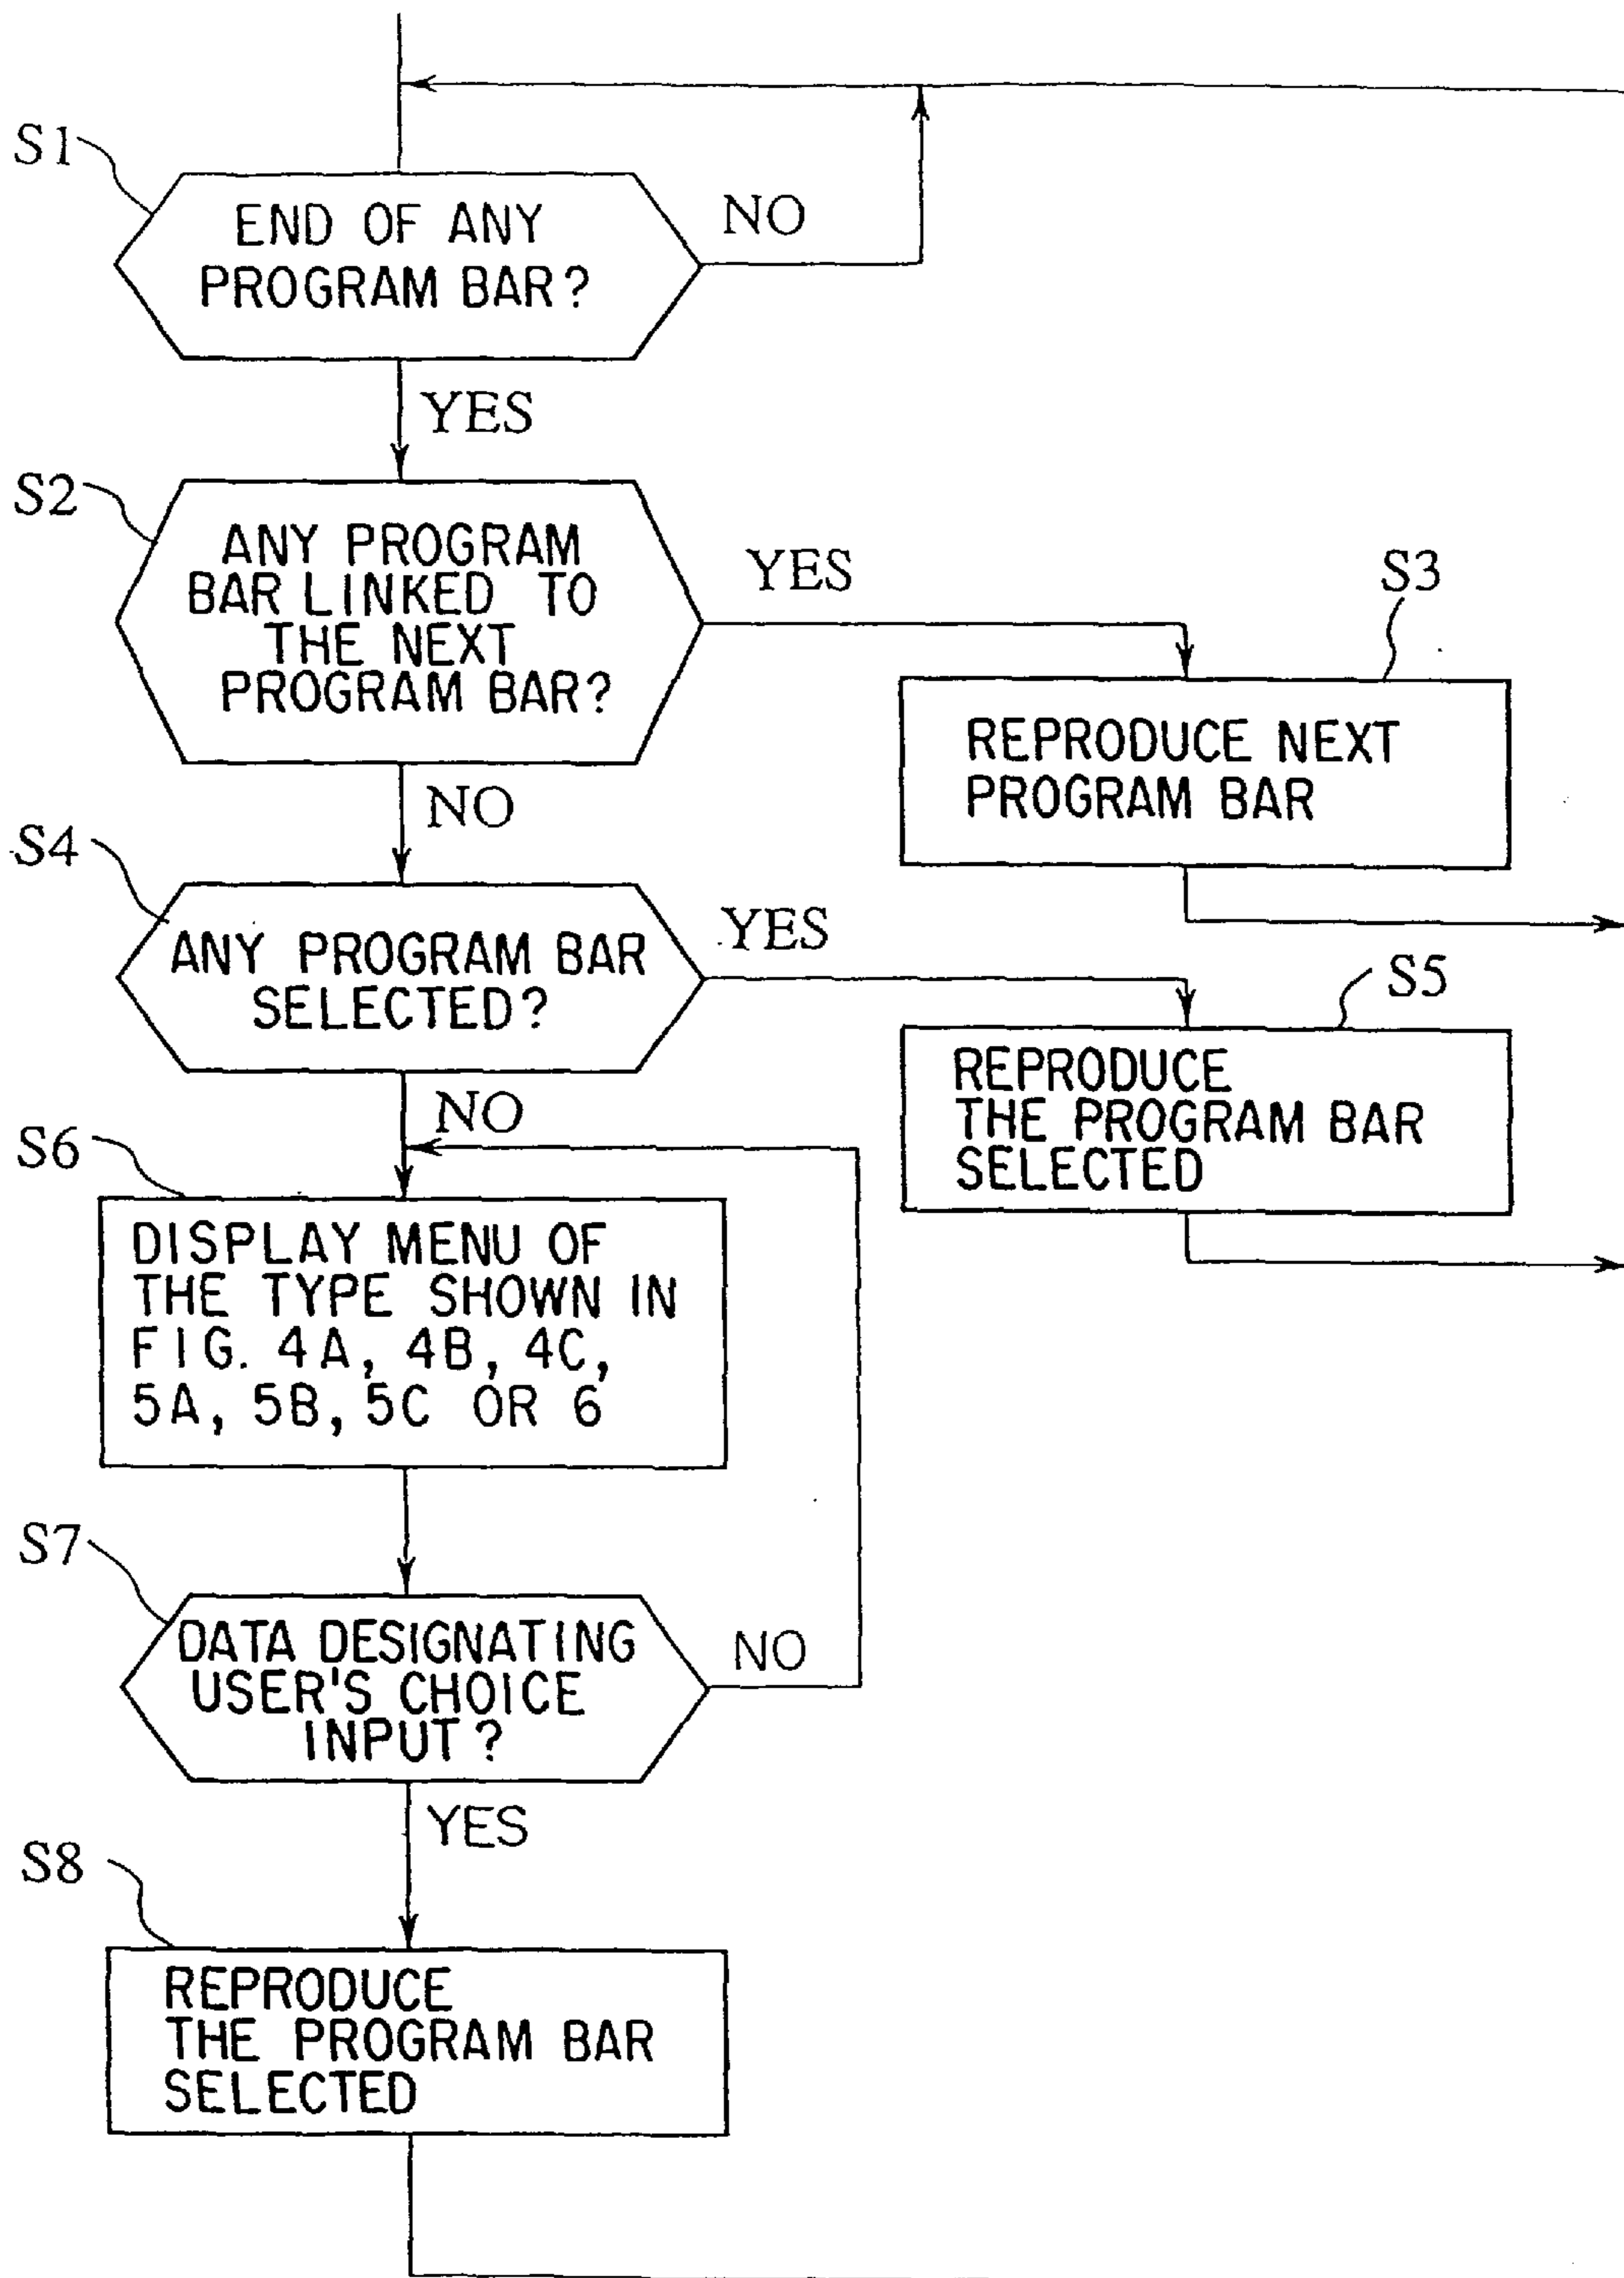 S1
END OF ANY
PROGRAM BAR?
NO
YES
S2
ANY PROGRAM
BAR LINKED TO
THE NEXT
PROGRAM BAR?
YES
S3
REPRODUCE NEXT
PROGRAM BAR
NO
S4
ANY PROGRAM BAR
SELECTED?
YES
S5
REPRODUCE
THE PROGRAM BAR
SELECTED
NO
S6
DISPLAY MENU OF
THE TYPE SHOWN IN
FIG. 4A, 4B, 4C,
5A, 5B, 5C OR 6
S7
DATA DESIGNATING
USER'S CHOICE
INPUT?
NO
YES
S8
REPRODUCE
THE PROGRAM BAR
SELECTED